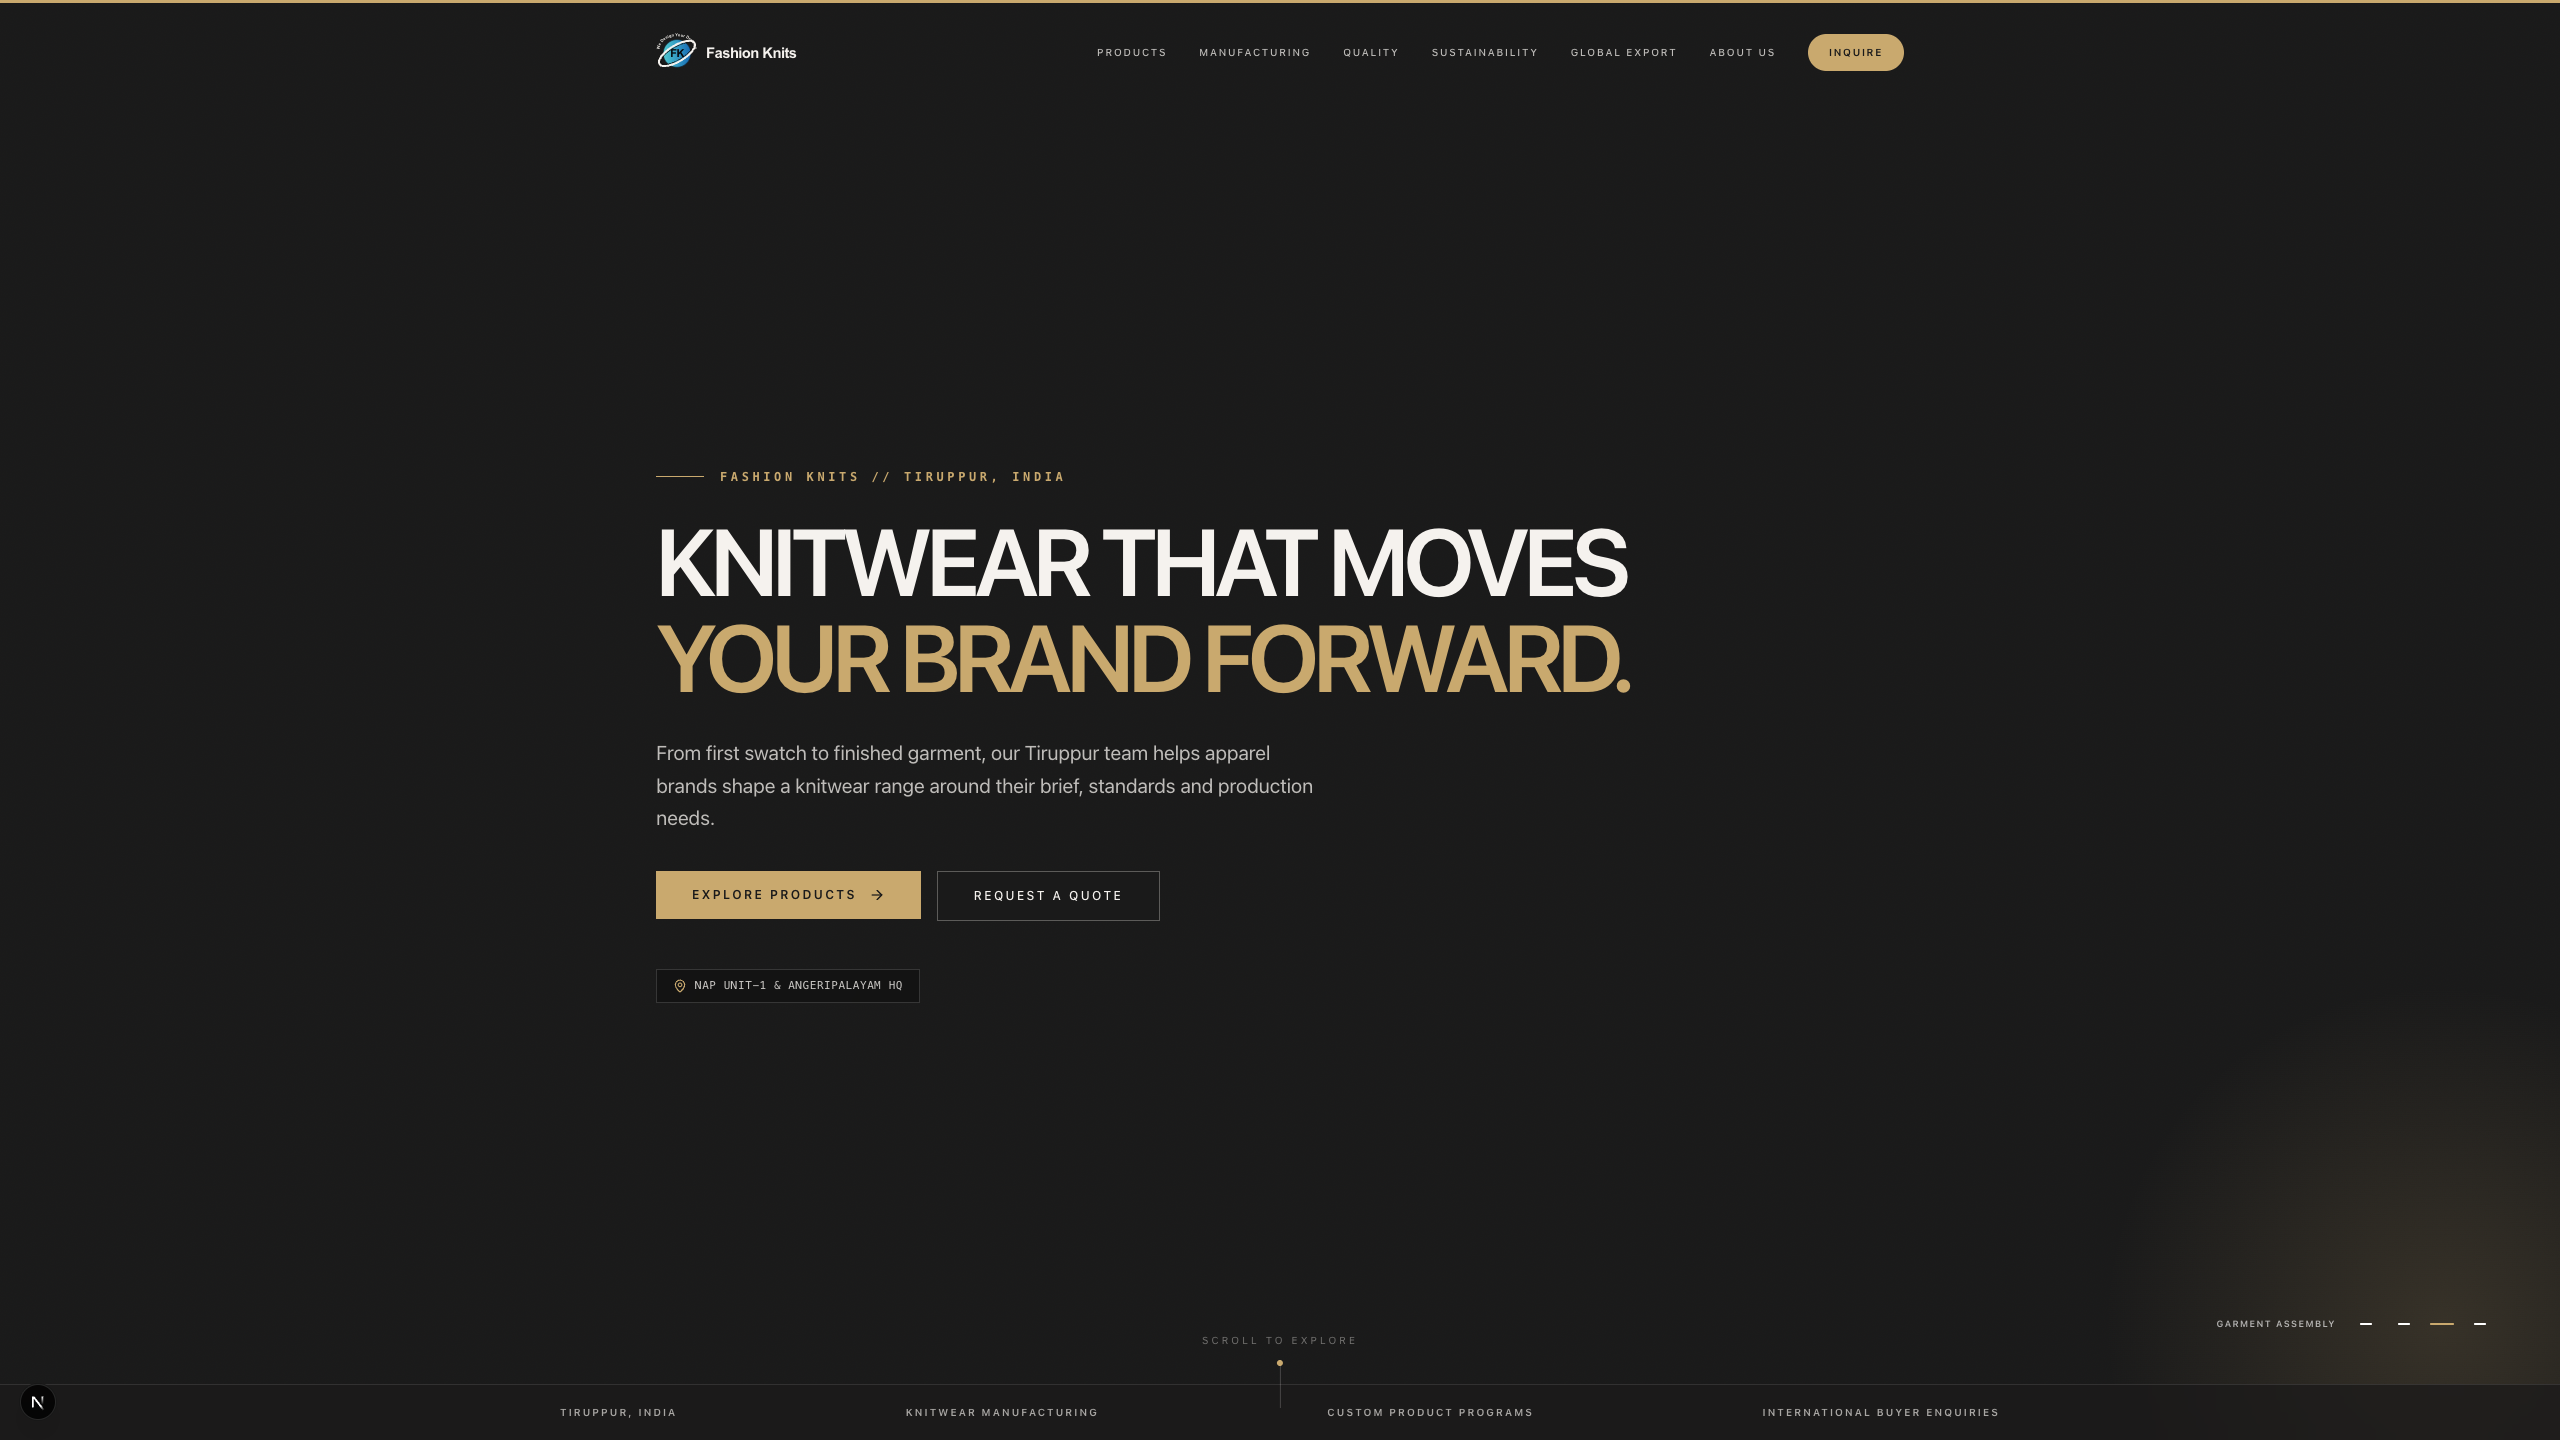 FK
Fashion Knits
PRODUCTS
MANUFACTURING
QUALITY
SUSTAINABILITY
GLOBAL EXPORT
ABOUT US
INQUIRE
FASHION KNITS // TIRUPPUR, INDIA
KNITWEAR THAT MOVES
YOUR BRAND FORWARD.
From first swatch to finished garment, our Tiruppur team helps apparel
brands shape a knitwear range around their brief, standards and production
needs.
EXPLORE PRODUCTS →
REQUEST A QUOTE
NAP UNIT-1 & ANGERIPALAYAM HQ
GARMENT ASSEMBLY
SCROLL TO EXPLORE
N
TIRUPPUR, INDIA
KNITWEAR MANUFACTURING
CUSTOM PRODUCT PROGRAMS
INTERNATIONAL BUYER ENQUIRIES